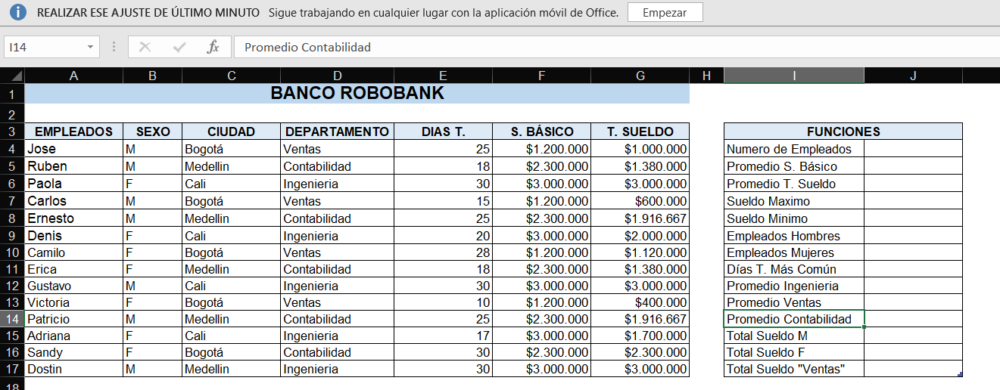 REALIZAR ESE AJUSTE DE ÚLTIMO MINUTO Sigue trabajando en cualquier lugar con la aplicación móvil de Office. Empezar
I14 fx Promedio Contabilidad
A B C D E F G H I J
1 BANCO ROBOBANK
2
3 EMPLEADOS SEXO CIUDAD DEPARTAMENTO DIAS T. S. BÁSICO T. SUELDO FUNCIONES
4 Jose M Bogotá Ventas 25 $1.200.000 $1.000.000 Numero de Empleados
5 Ruben M Medellin Contabilidad 18 $2.300.000 $1.380.000 Promedio S. Básico
6 Paola F Cali Ingenieria 30 $3.000.000 $3.000.000 Promedio T. Sueldo
7 Carlos M Bogotá Ventas 15 $1.200.000 $600.000 Sueldo Maximo
8 Ernesto M Medellin Contabilidad 25 $2.300.000 $1.916.667 Sueldo Minimo
9 Denis F Cali Ingenieria 20 $3.000.000 $2.000.000 Empleados Hombres
10 Camilo F Bogotá Ventas 28 $1.200.000 $1.120.000 Empleados Mujeres
11 Erica F Medellin Contabilidad 18 $2.300.000 $1.380.000 Días T. Más Común
12 Gustavo M Cali Ingenieria 30 $3.000.000 $3.000.000 Promedio Ingenieria
13 Victoria F Bogotá Ventas 10 $1.200.000 $400.000 Promedio Ventas
14 Patricio M Medellin Contabilidad 25 $2.300.000 $1.916.667 Promedio Contabilidad
15 Adriana F Cali Ingenieria 17 $3.000.000 $1.700.000 Total Sueldo M
16 Sandy F Bogotá Contabilidad 30 $2.300.000 $2.300.000 Total Sueldo F
17 Dostin M Medellin Ingenieria 30 $3.000.000 $3.000.000 Total Sueldo "Ventas"
18